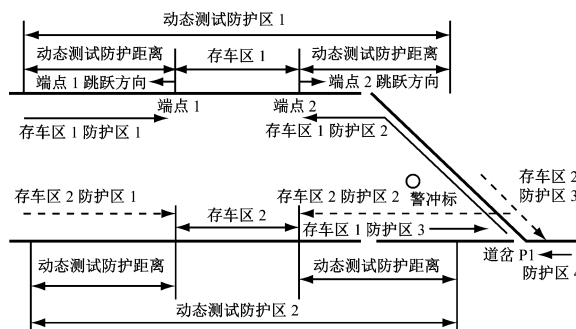 动态测试防护区 1
动态测试防护距离
存车区 1
动态测试防护距离
端点 1 跳跃方向
端点 2 跳跃方向
端点 1
端点 2
存车区 1 防护区 1
存车区 1 防护区 2
存车区 2
防护区 3
存车区 2 防护区 1
存车区 2 防护区 2
警冲标
存车区 2
存车区 1 防护区 3
道岔 P1
防护区 4
动态测试防护距离
动态测试防护距离
动态测试防护区 2